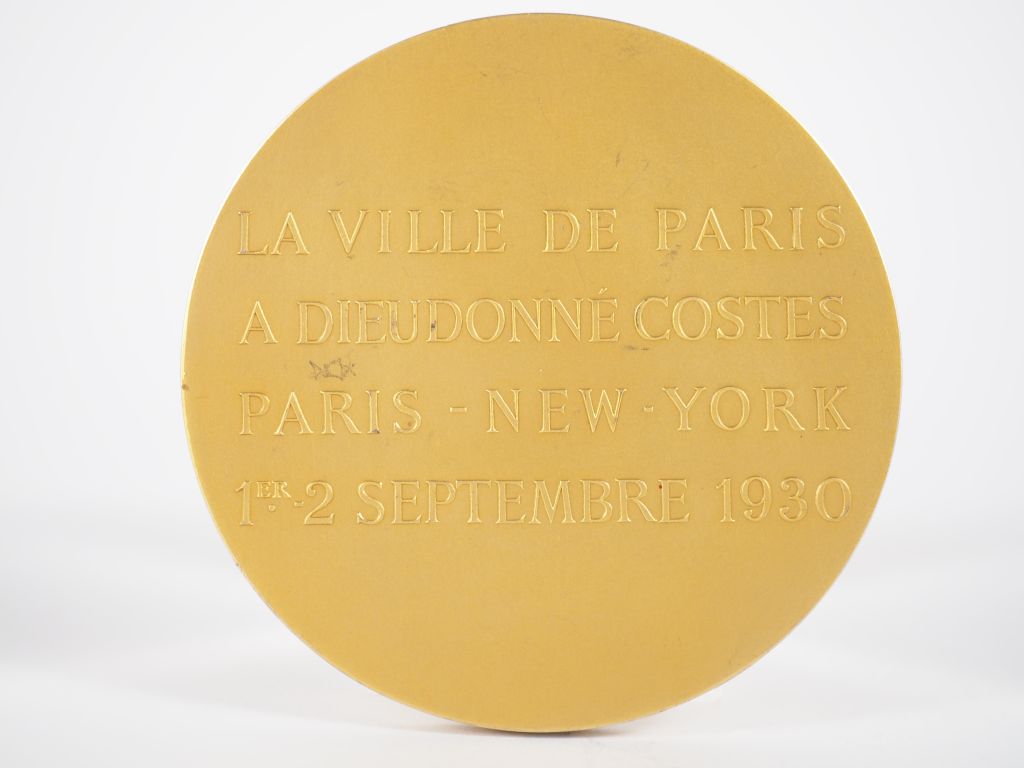 LA VILLE DE PARIS
A DIEUDONNÉ COSTES
PARIS - NEW - YORK
1ER. - 2 SEPTEMBRE 1930